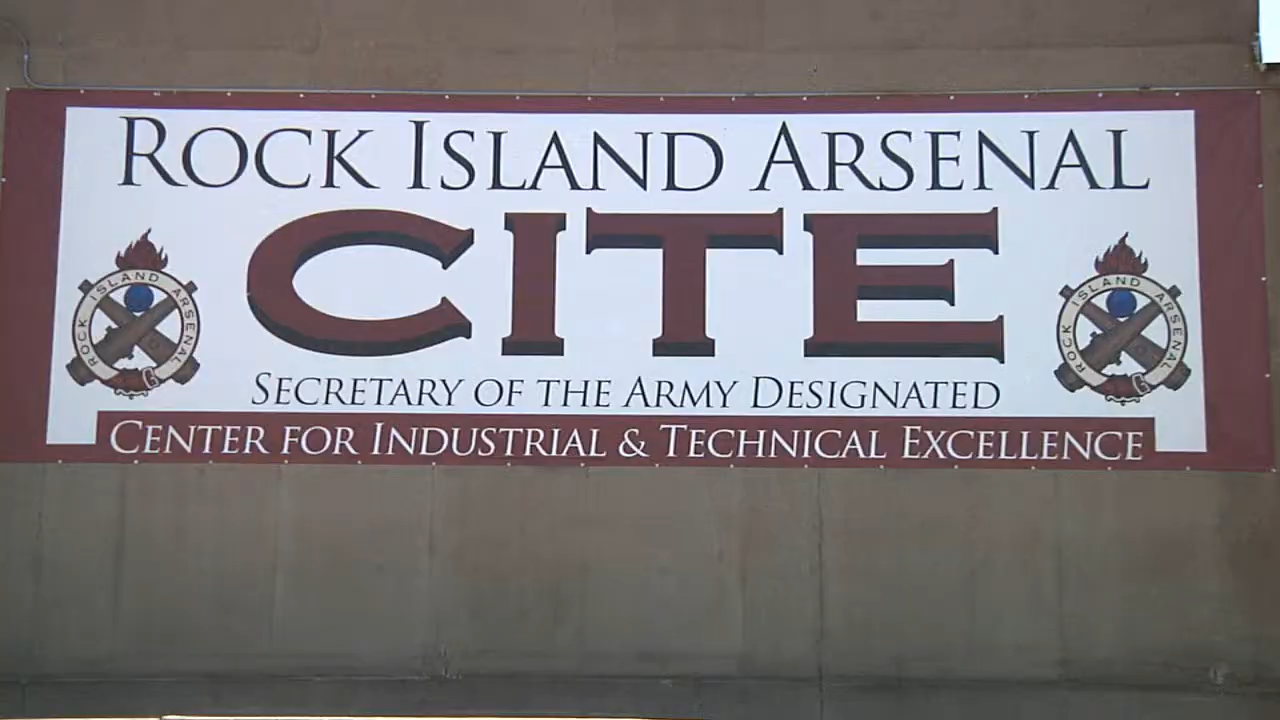 ROCK ISLAND ARSENAL
CITE
ROCK ISLAND ARSENAL
ROCK ISLAND ARSENAL
SECRETARY OF THE ARMY DESIGNATED
CENTER FOR INDUSTRIAL & TECHNICAL EXCELLENCE